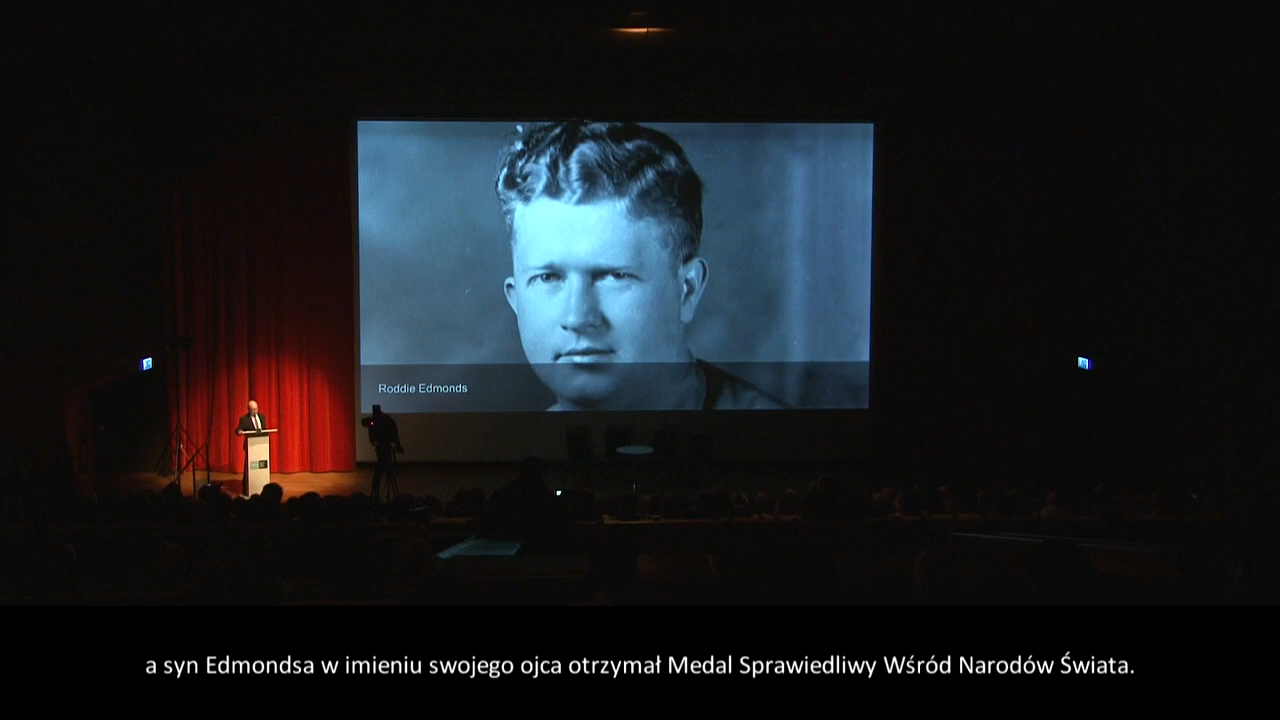 Roddie Edmonds
a syn Edmondsa w imieniu swojego ojca otrzymał Medal Sprawiedliwy Wśród Narodów Świata.